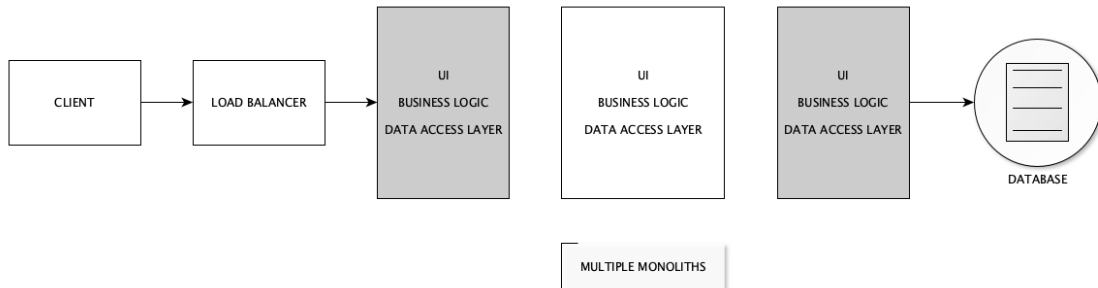 CLIENT
LOAD BALANCER
UI
BUSINESS LOGIC
DATA ACCESS LAYER
UI
BUSINESS LOGIC
DATA ACCESS LAYER
UI
BUSINESS LOGIC
DATA ACCESS LAYER
DATABASE
MULTIPLE MONOLITHS